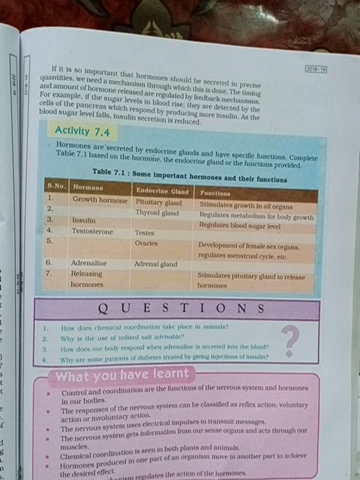 2018-19
If it is so important that hormones should be secreted in precise
quantities, we need a mechanism through which this is done. The timing
and amount of hormone released are regulated by feedback mechanisms.
For example, if the sugar levels in blood rise, they are detected by the
cells of the pancreas which respond by producing more insulin. As the
blood sugar level falls, insulin secretion is reduced.
Activity 7.4
Hormones are secreted by endocrine glands and have specific functions. Complete
Table 7.1 based on the hormone, the endocrine gland or the functions provided.
Table 7.1 : Some important hormones and their functions
S.No. Hormone Endocrine Gland Functions
1. Growth hormone Pituitary gland Stimulates growth in all organs
2. Thyroid gland Regulates metabolism for body growth
3. Insulin Regulates blood sugar level
4. Testosterone Testes
5. Ovaries Development of female sex organs,
regulates menstrual cycle, etc.
6. Adrenaline Adrenal gland
7. Releasing Stimulates pituitary gland to release
hormones hormones
QUESTIONS
1. How does chemical coordination take place in animals?
2. Why is the use of iodised salt advisable?
3. How does our body respond when adrenaline is secreted into the blood?
4. Why are some patients of diabetes treated by giving injections of insulin?
?
What you have learnt
Control and coordination are the functions of the nervous system and hormones
in our bodies.
The responses of the nervous system can be classified as reflex action, voluntary
action or involuntary action.
The nervous system uses electrical impulses to transmit messages.
The nervous system gets information from our sense organs and acts through our
muscles.
Chemical coordination is seen in both plants and animals.
Hormones produced in one part of an organism move to another part to achieve
the desired effect.
regulates the action of the hormones.